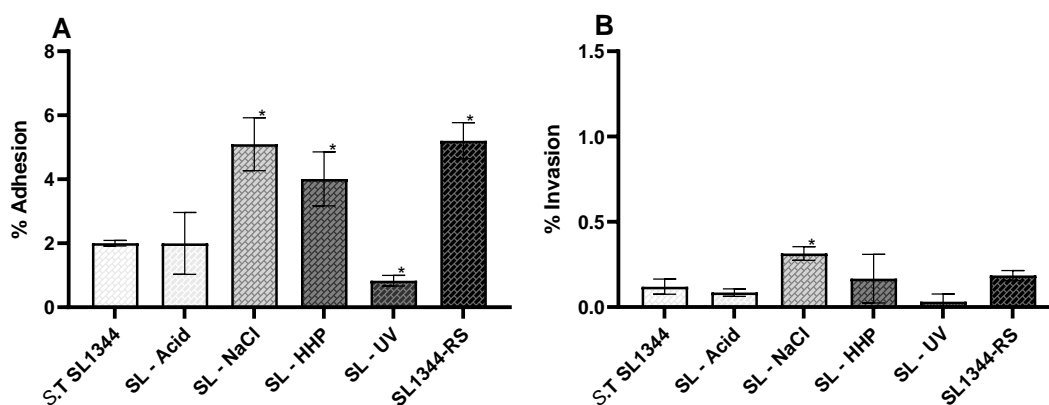 A
% Adhesion
8
6
4
2
0
*
*
*
*
S.T SL1344
SL - Acid
SL - NaCl
SL - HHP
SL - UV
SL1344-RS
B
% Invasion
1.5
1.0
0.5
0.0
*
S.T SL1344
SL - Acid
SL - NaCl
SL - HHP
SL - UV
SL1344-RS